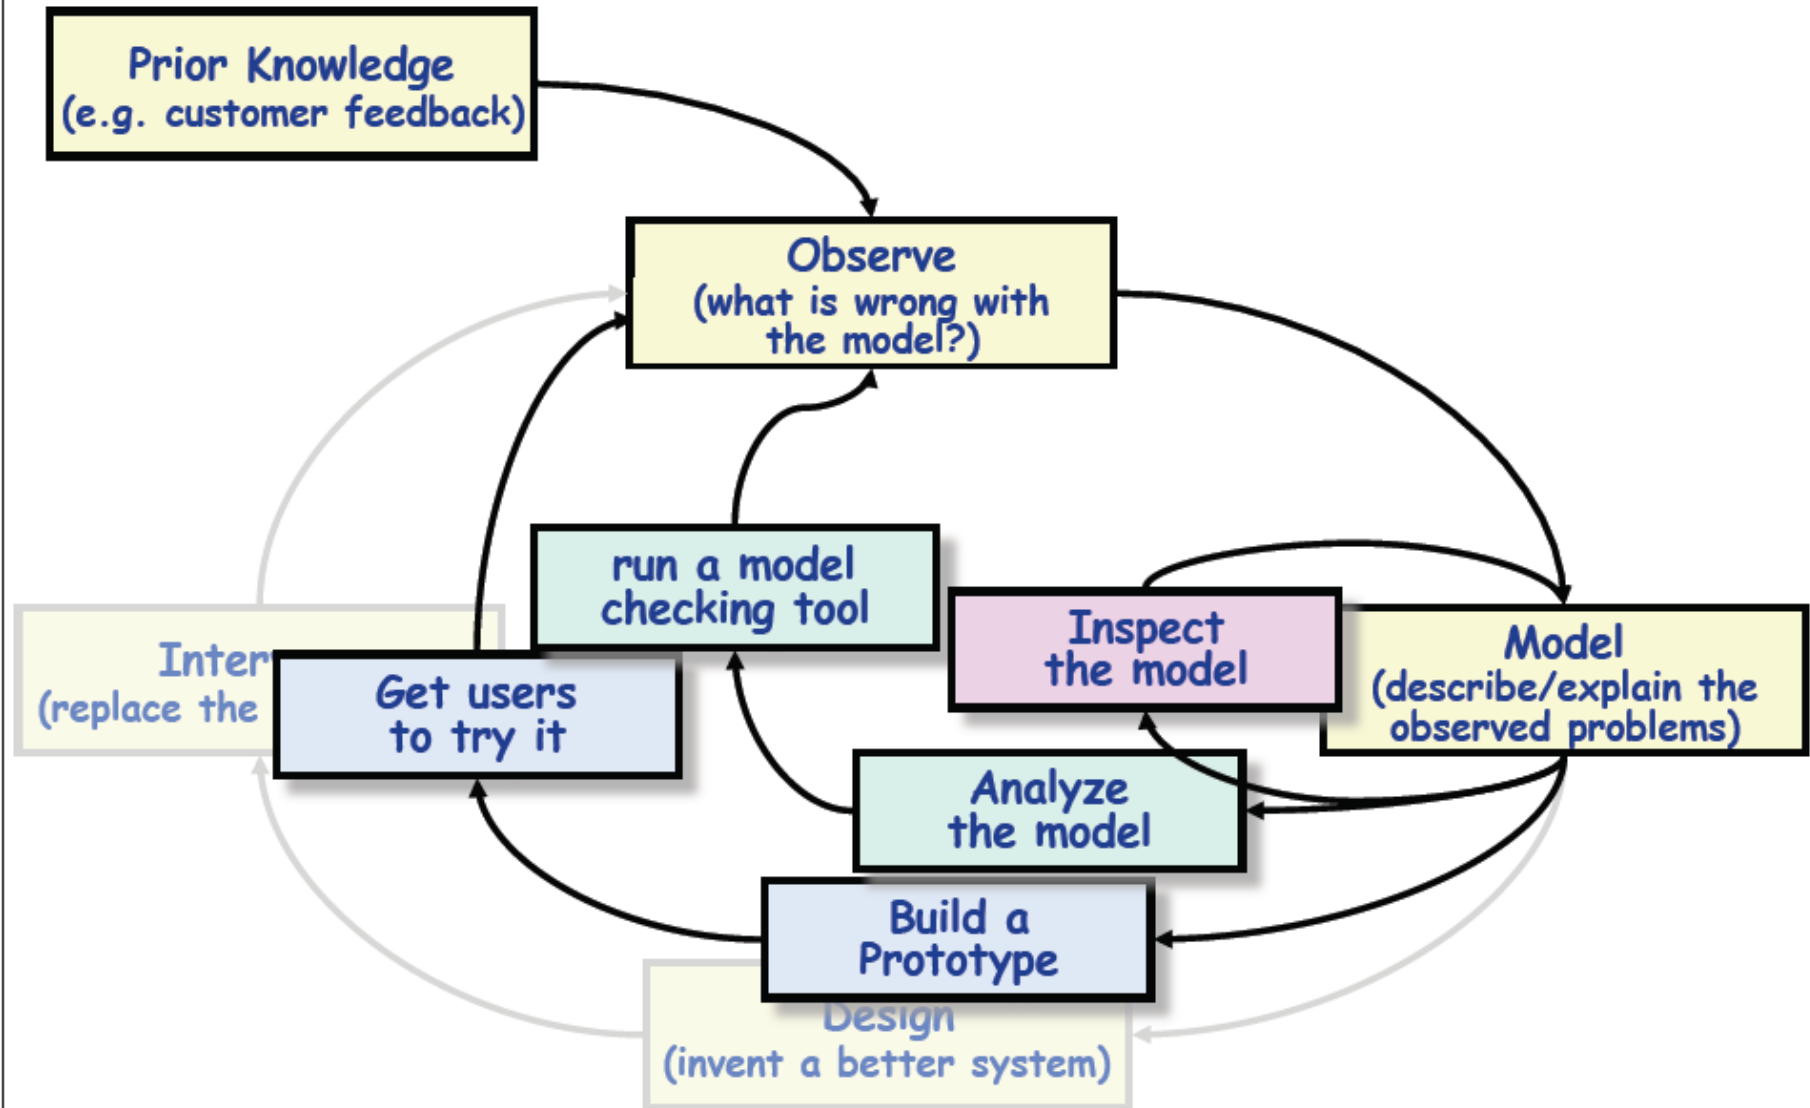 Prior Knowledge
(e.g. customer feedback)
Observe
(what is wrong with
the model?)
run a model
checking tool
Inspect
the model
Model
(describe/explain the
observed problems)
(replace the
Get users
to try it
Analyze
the model
Build a
Prototype
Design
(invent a better system)